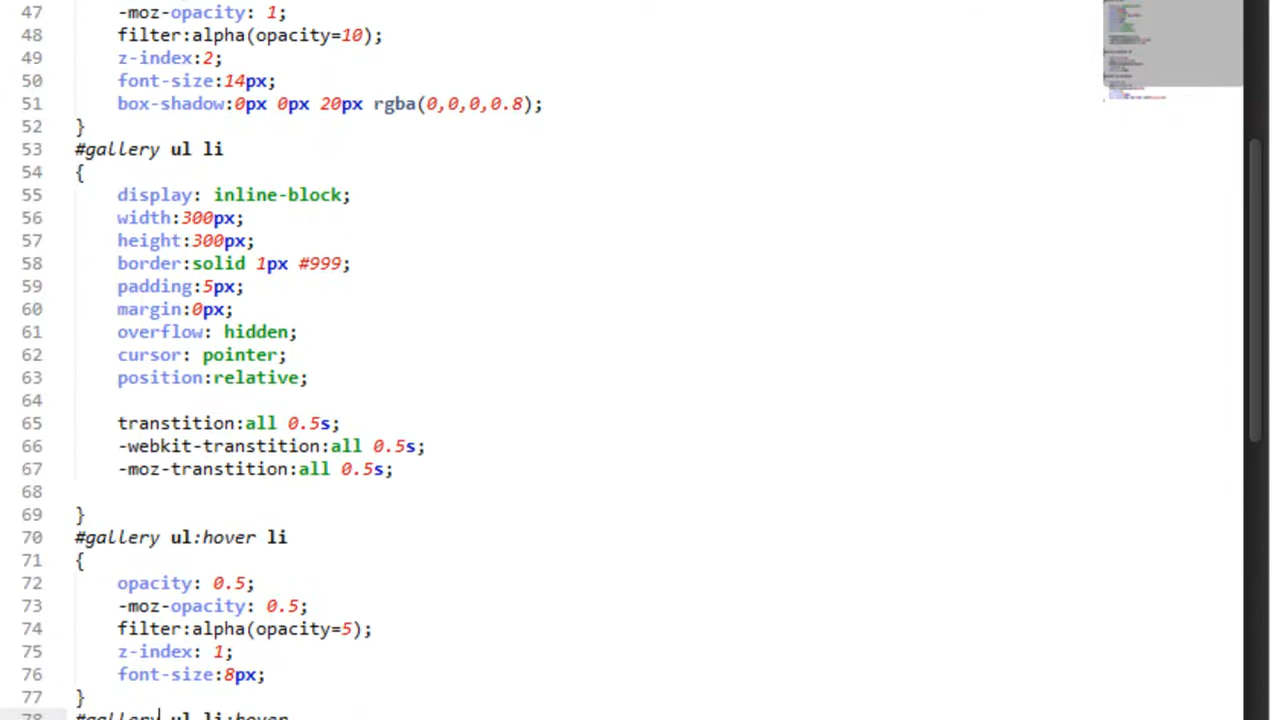 47 -moz-opacity: 1;
48 filter:alpha(opacity=10);
49 z-index:2;
50 font-size:14px;
51 box-shadow:0px 0px 20px rgba(0,0,0,0.8);
52 }
53 #gallery ul li
54 {
55 display: inline-block;
56 width:300px;
57 height:300px;
58 border:solid 1px #999;
59 padding:5px;
60 margin:0px;
61 overflow: hidden;
62 cursor: pointer;
63 position:relative;
64
65 transtition:all 0.5s;
66 -webkit-transtition:all 0.5s;
67 -moz-transtition:all 0.5s;
68
69 }
70 #gallery ul:hover li
71 {
72 opacity: 0.5;
73 -moz-opacity: 0.5;
74 filter:alpha(opacity=5);
75 z-index: 1;
76 font-size:8px;
77 }
78 #gallery ul li:hover